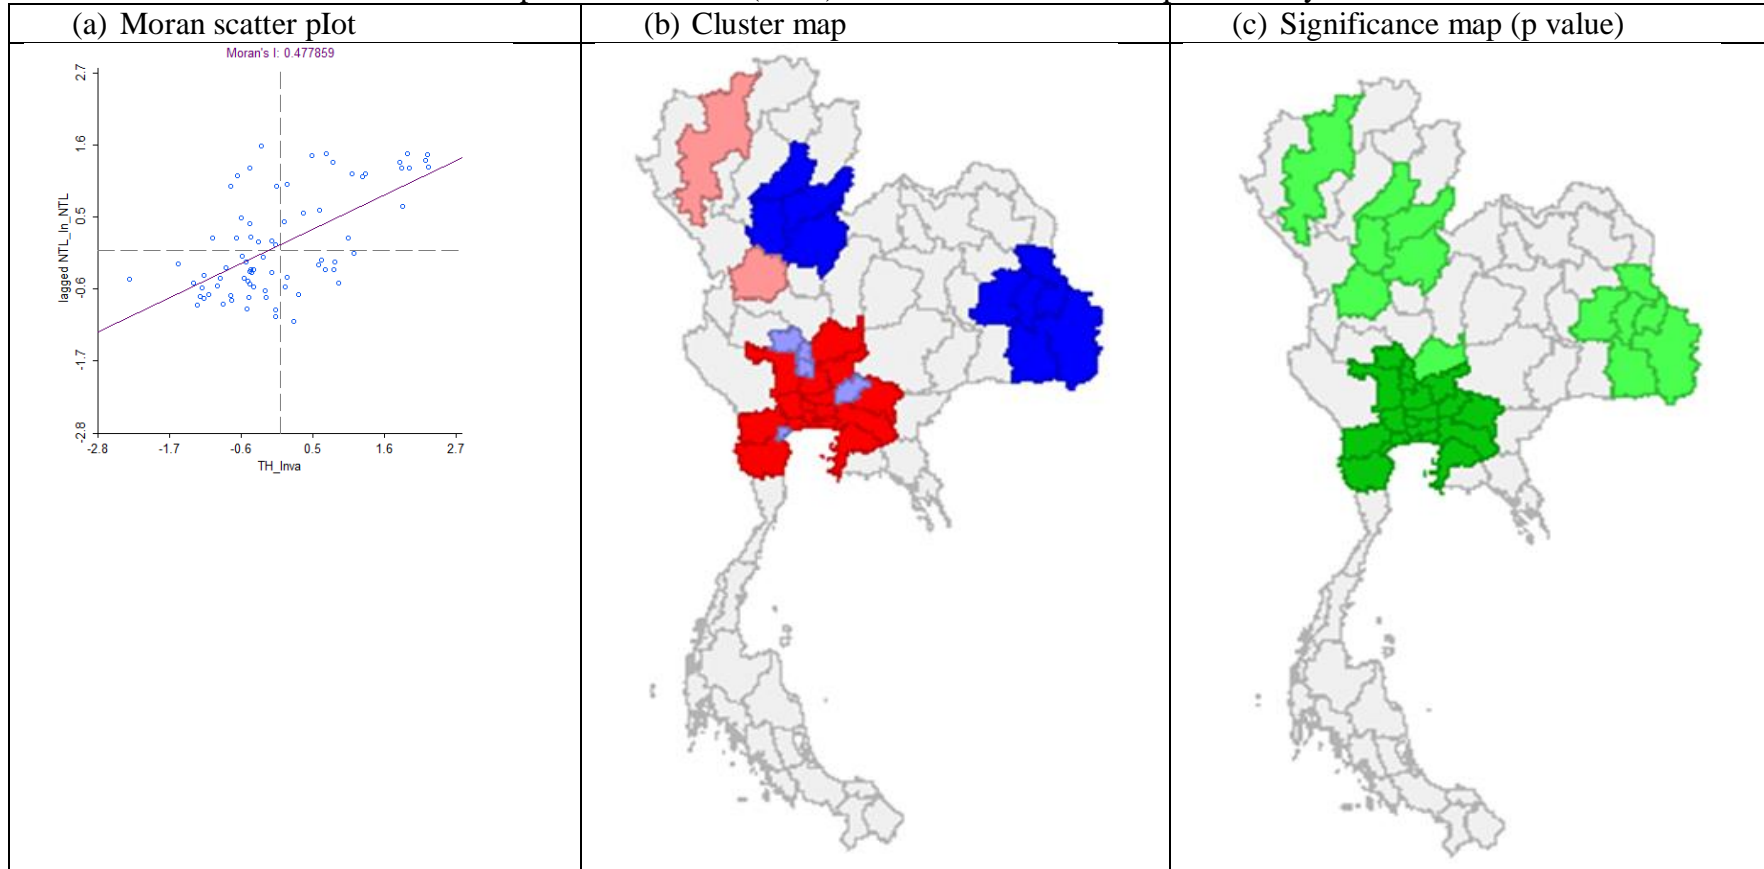 (a) Moran scatter pIot
(b) Cluster map
(c) Significance map (p value)
Moran's I: 0.477859
2.7
1.6
0.5
-0.6
-1.7
-2.8
lagged NTL_ln_NTL
-2.8 -1.7 -0.6 0.5 1.6 2.7
TH_Inva